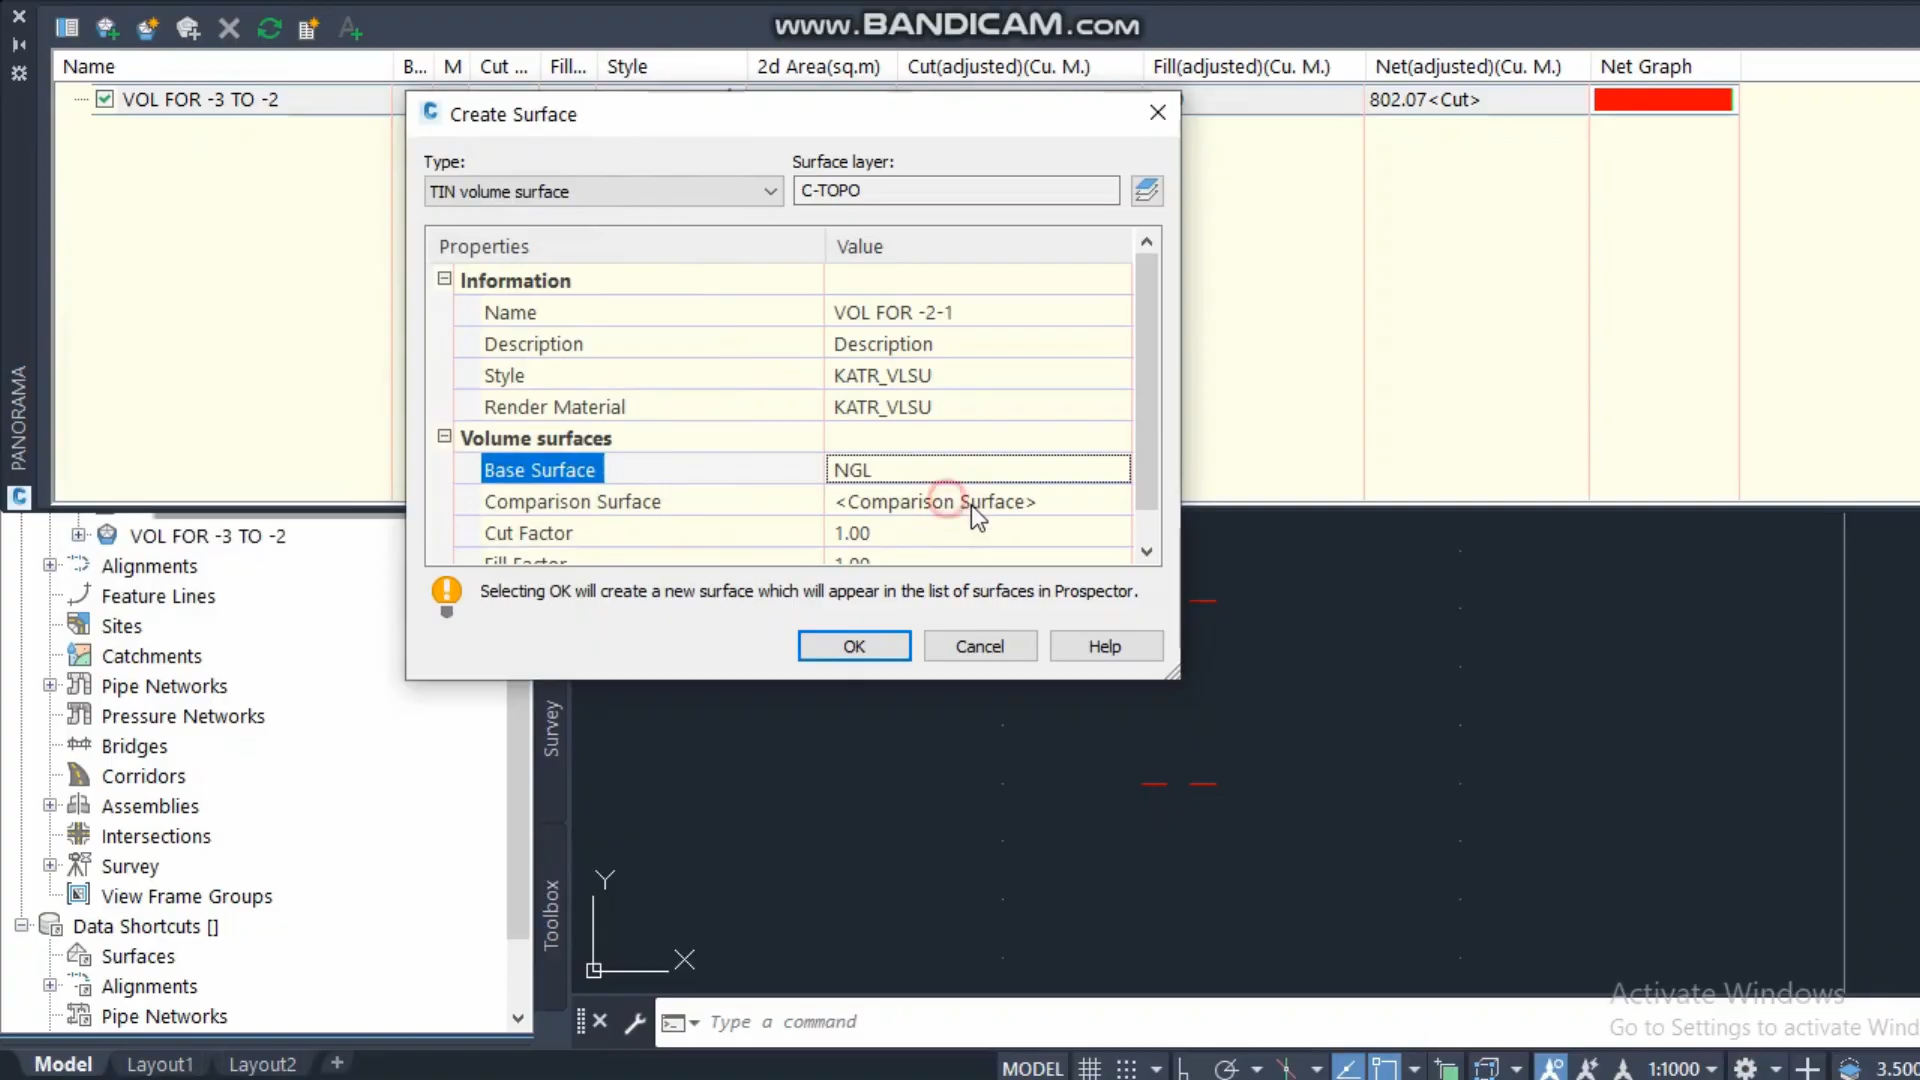 www.BANDICAM.com
Name B... M Cut ... Fill... Style 2d Area(sq.m) Cut(adjusted)(Cu. M.) Fill(adjusted)(Cu. M.) Net(adjusted)(Cu. M.) Net Graph
VOL FOR -3 TO -2 802.07<Cut>
Create Surface
Type: Surface layer:
TIN volume surface C-TOPO
Properties Value
Information
Name VOL FOR -2-1
Description Description
Style KATR_VLSU
Render Material KATR_VLSU
Volume surfaces
Base Surface NGL
Comparison Surface <Comparison Surface>
Cut Factor 1.00
Fill Factor 1.00
Selecting OK will create a new surface which will appear in the list of surfaces in Prospector.
OK Cancel Help
PANORAMA
VOL FOR -3 TO -2
Alignments
Feature Lines
Sites
Catchments
Pipe Networks
Pressure Networks
Bridges
Corridors
Assemblies
Intersections
Survey
View Frame Groups
Data Shortcuts []
Surfaces
Alignments
Pipe Networks
Survey
Toolbox
Y
X
Activate Windows
Go to Settings to activate Wind
Type a command
Model Layout1 Layout2 +
MODEL 1:1000 3.500